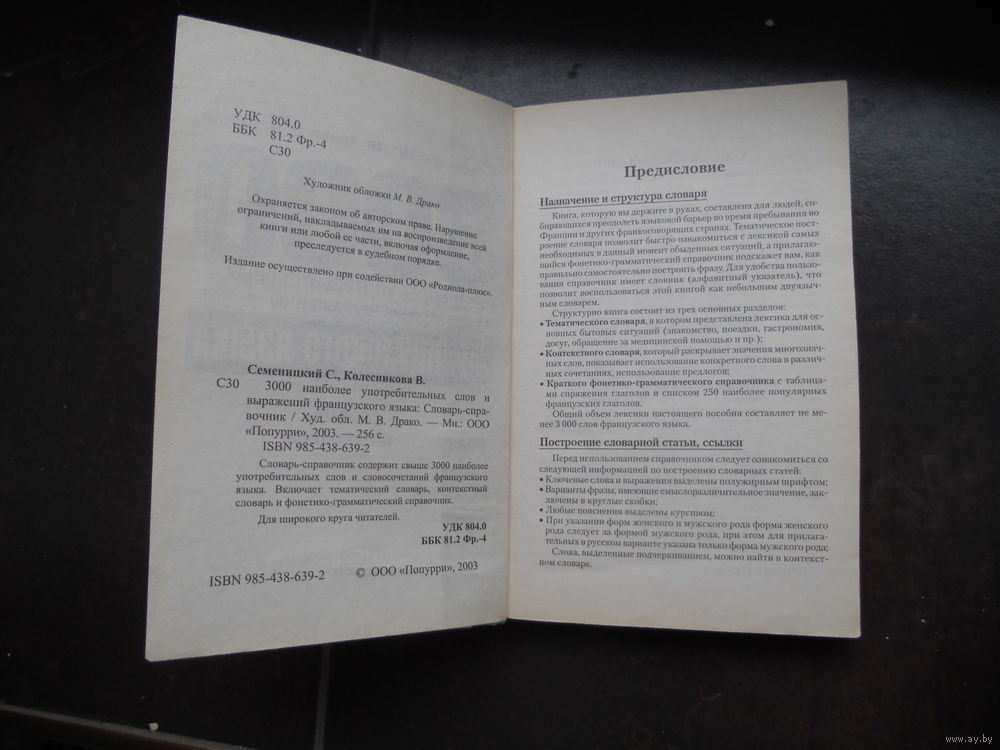 УДК 804.0
ББК 81.2 Фр.-4
С30
Художник обложки М. В. Драко
Охраняется законом об авторском праве. Нарушение
ограничений, накладываемых им на воспроизведение всей
книги или любой ее части, включая оформление,
преследуется в судебном порядке.
Издание осуществлено при содействии ООО «Родиола-плюс».
Семеницкий С., Колесникова В.
С30 3000 наиболее употребительных слов и
выражений французского языка: Словарь-спра-
вочник / Худ. обл. М. В. Драко. — Мн.: ООО
«Попурри», 2003. — 256 с.
ISBN 985-438-639-2
Словарь-справочник содержит свыше 3000 наиболее
употребительных слов и словосочетаний французского
языка. Включает тематический словарь, контекстный
словарь и фонетико-грамматический справочник.
Для широкого круга читателей.
УДК 804.0
ББК 81.2 Фр.-4
ISBN 985-438-639-2 © ООО «Попурри», 2003
Предисловие
Назначение и структура словаря
Книга, которую вы держите в руках, составлена для людей, со-
бирающихся преодолеть языковой барьер во время пребывания во
Франции и других франкоговорящих странах. Тематическое пост-
роение словаря позволит быстро ознакомиться с лексикой самых
необходимых в данный момент обыденных ситуаций, а прилагаю-
щийся фонетико-грамматический справочник подскажет вам, как
правильно самостоятельно построить фразу. Для удобства пользо-
вания справочник имеет словник (алфавитный указатель), что
позволит воспользоваться этой книгой как небольшим двуязыч-
ным словарем.
Структурно книга состоит из трех основных разделов:
• Тематического словаря, в котором представлена лексика для ос-
новных бытовых ситуаций (знакомство, поездки, гастрономия,
досуг, обращение за медицинской помощью и пр.);
• Контекстного словаря, который раскрывает значения многознач-
ных слов, показывает использование конкретного слова в различ-
ных сочетаниях, использование предлогов;
• Краткого фонетико-грамматического справочника с таблица-
ми спряжения глаголов и списком 250 наиболее популярных
французских глаголов.
Общий объем лексики настоящего пособия составляет не ме-
нее 3 000 слов французского языка.
Построение словарной статьи, ссылки
Перед использованием справочником следует ознакомиться со
следующей информацией по построению словарных статей:
• Ключевые слова и выражения выделены полужирным шрифтом;
• Варианты фразы, имеющие смыслоразличительное значение, зак-
лючены в круглые скобки;
• Любые пояснения выделены курсивом;
• При указании форм женского и мужского рода форма женского
рода следует за формой мужского рода, при этом для прилага-
тельных в русском варианте указана только форма мужского рода;
Слова, выделенные подчеркиванием, можно найти в контекст-
ном словаре.
www.ay.by